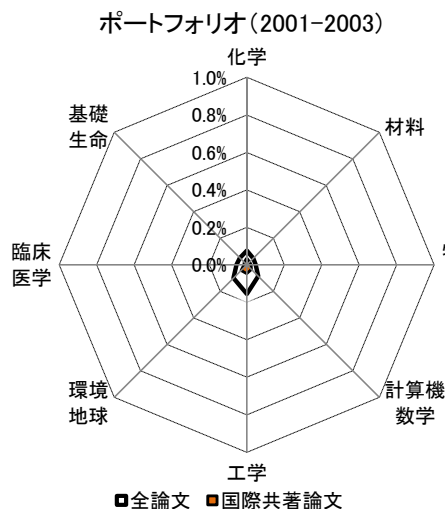 ポートフォリオ(2001-2003)
化学
1.0%
0.8%
0.6%
0.4%
0.2%
0.0%
材料
計算機
数学
工学
環境
地球
臨床
医学
基礎
生命
全論文 国際共著論文